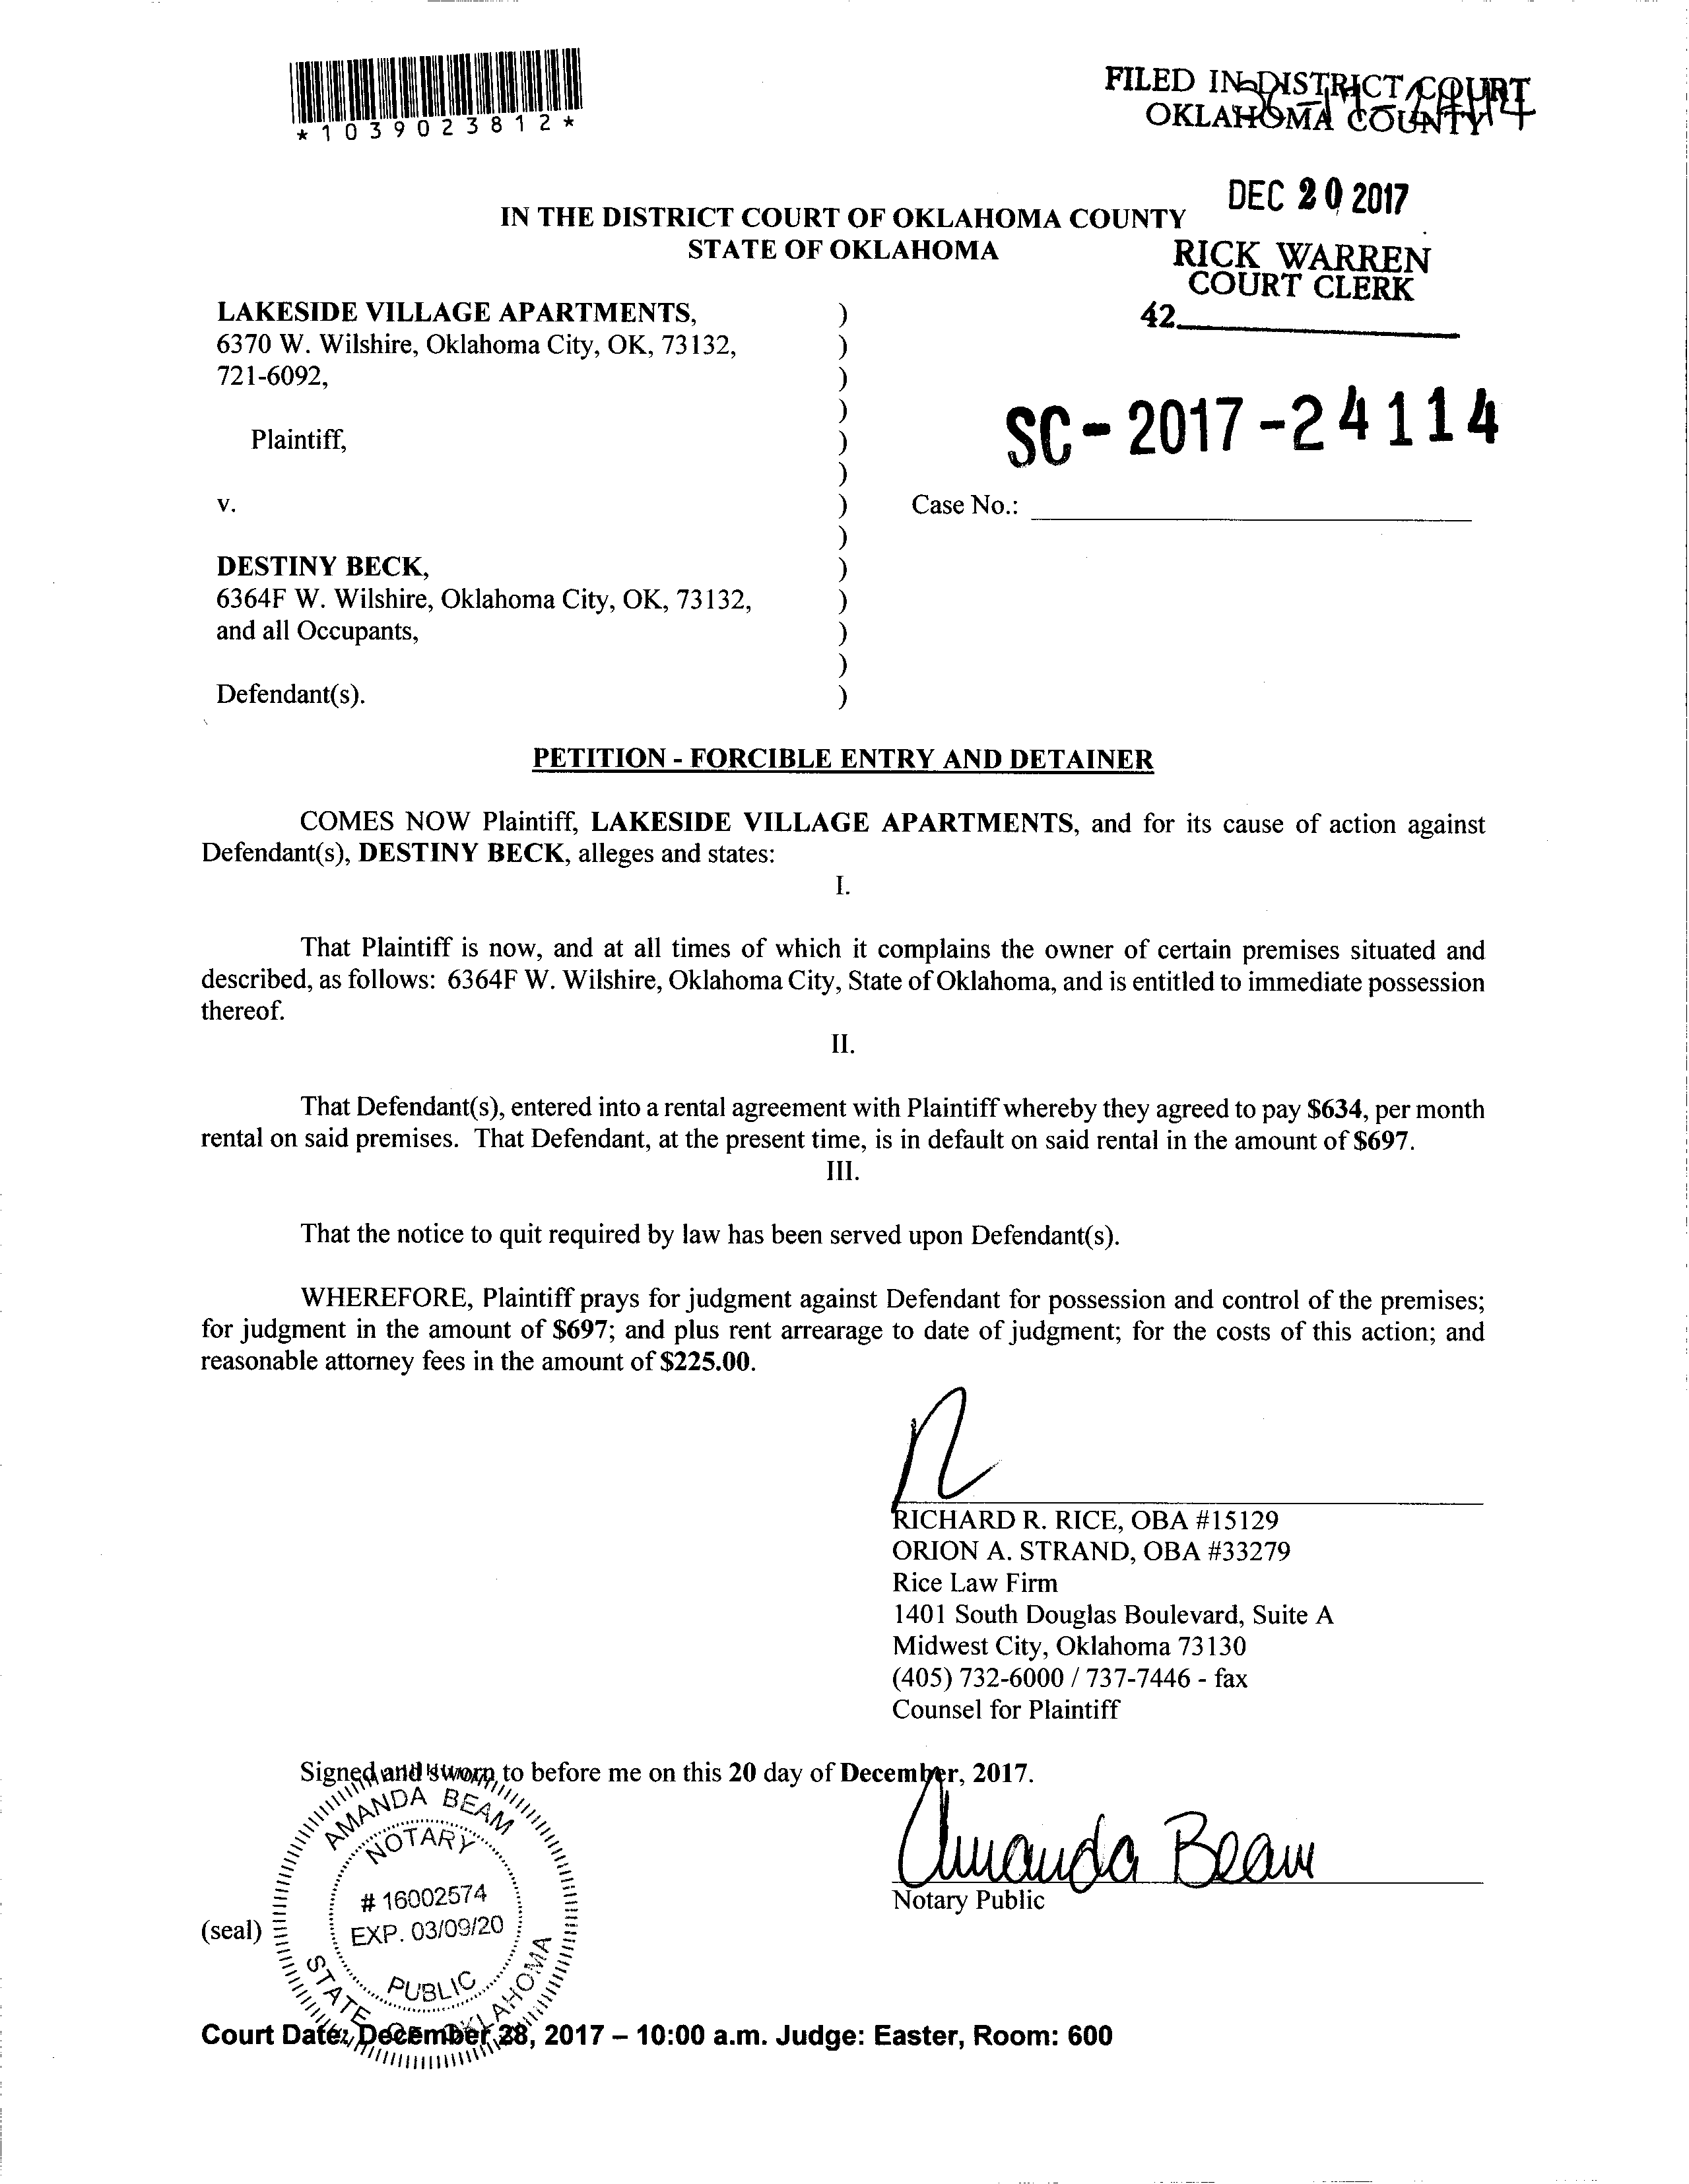 *1039023812*
FILED IN DISTRICT COURT
OKLAHOMA COUNTY
DEC 20 2017
IN THE DISTRICT COURT OF OKLAHOMA COUNTY
STATE OF OKLAHOMA
RICK WARREN
COURT CLERK
42
LAKESIDE VILLAGE APARTMENTS, )
6370 W. Wilshire, Oklahoma City, OK, 73132, )
721-6092, )
)
Plaintiff, )
)
SC-2017-24114
v. ) Case No.:
)
DESTINY BECK, )
6364F W. Wilshire, Oklahoma City, OK, 73132, )
and all Occupants, )
)
Defendant(s). )
PETITION - FORCIBLE ENTRY AND DETAINER
COMES NOW Plaintiff, LAKESIDE VILLAGE APARTMENTS, and for its cause of action against
Defendant(s), DESTINY BECK, alleges and states:
I.
That Plaintiff is now, and at all times of which it complains the owner of certain premises situated and
described, as follows: 6364F W. Wilshire, Oklahoma City, State of Oklahoma, and is entitled to immediate possession
thereof.
II.
That Defendant(s), entered into a rental agreement with Plaintiff whereby they agreed to pay $634, per month
rental on said premises. That Defendant, at the present time, is in default on said rental in the amount of $697.
III.
That the notice to quit required by law has been served upon Defendant(s).
WHEREFORE, Plaintiff prays for judgment against Defendant for possession and control of the premises;
for judgment in the amount of $697; and plus rent arrearage to date of judgment; for the costs of this action; and
reasonable attorney fees in the amount of $225.00.
RICHARD R. RICE, OBA #15129
ORION A. STRAND, OBA #33279
Rice Law Firm
1401 South Douglas Boulevard, Suite A
Midwest City, Oklahoma 73130
(405) 732-6000 / 737-7446 - fax
Counsel for Plaintiff
Signed and sworn to before me on this 20 day of December, 2017.
AMANDA BEAM
NOTARY
# 16002574
EXP. 03/09/20
PUBLIC
STATE OF OKLAHOMA
Amanda Beam
Notary Public
(seal)
Court Date: December 28, 2017 – 10:00 a.m. Judge: Easter, Room: 600